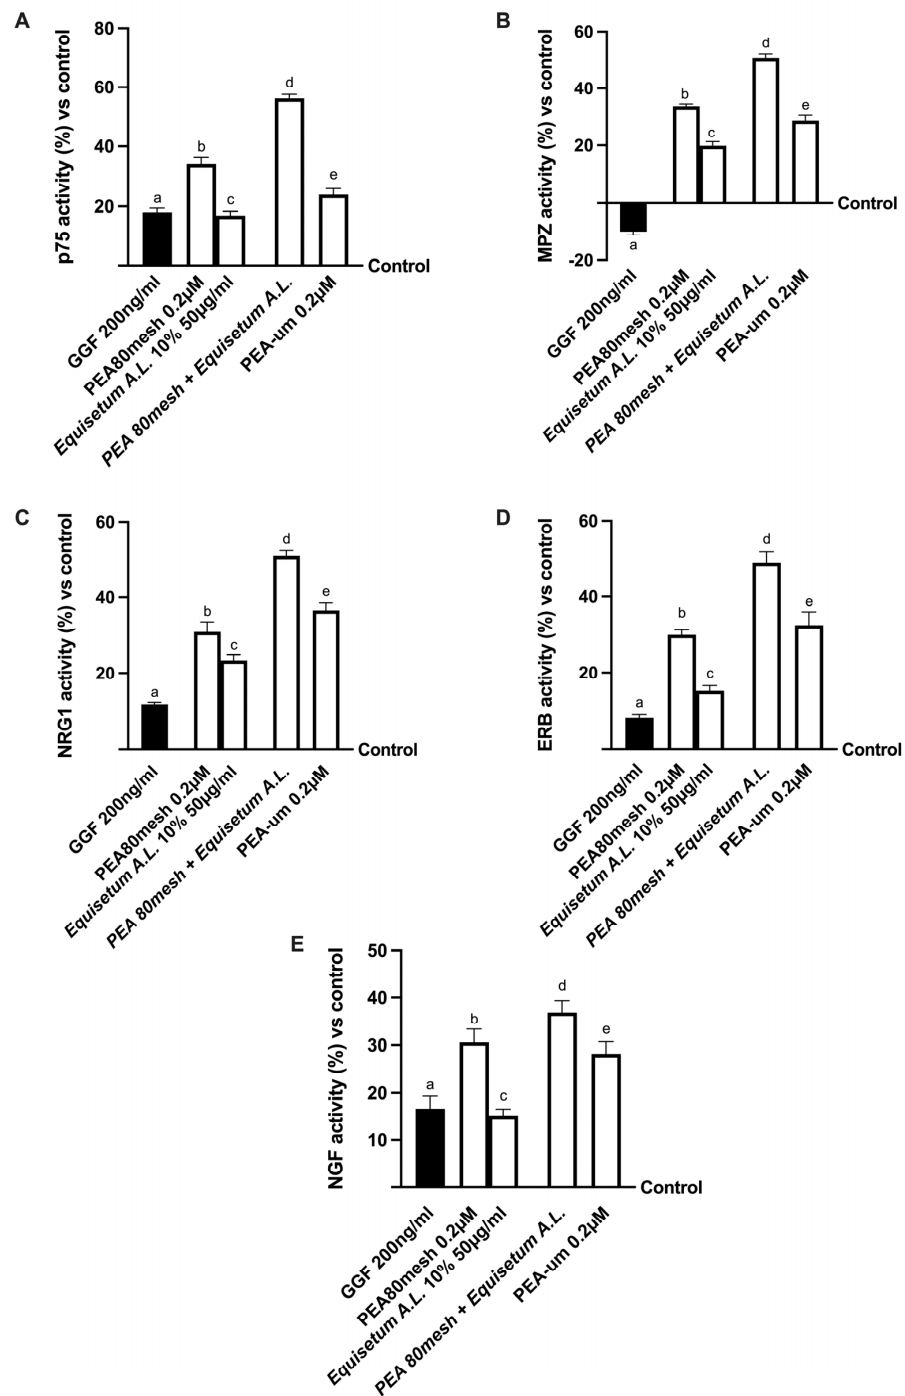 A
p75 activity (%) vs control
80
60
40
20
a
b
c
d
e
Control
GGF 200ng/ml
PEA80mesh 0.2µM
Equisetum A.L. 10% 50µg/ml
PEA 80mesh + Equisetum A.L.
PEA-um 0.2µM
B
MPZ activity (%) vs control
60
40
20
-20
a
b
c
d
e
Control
GGF 200ng/ml
PEA80mesh 0.2µM
Equisetum A.L. 10% 50µg/ml
PEA 80mesh + Equisetum A.L.
PEA-um 0.2µM
C
NRG1 activity (%) vs control
60
40
20
a
b
c
d
e
Control
GGF 200ng/ml
PEA80mesh 0.2µM
Equisetum A.L. 10% 50µg/ml
PEA 80mesh + Equisetum A.L.
PEA-um 0.2µM
D
ERB activity (%) vs control
60
40
20
a
b
c
d
e
Control
GGF 200ng/ml
PEA80mesh 0.2µM
Equisetum A.L. 10% 50µg/ml
PEA 80mesh + Equisetum A.L.
PEA-um 0.2µM
E
NGF activity (%) vs control
50
40
30
20
10
a
b
c
d
e
Control
GGF 200ng/ml
PEA80mesh 0.2µM
Equisetum A.L. 10% 50µg/ml
PEA 80mesh + Equisetum A.L.
PEA-um 0.2µM